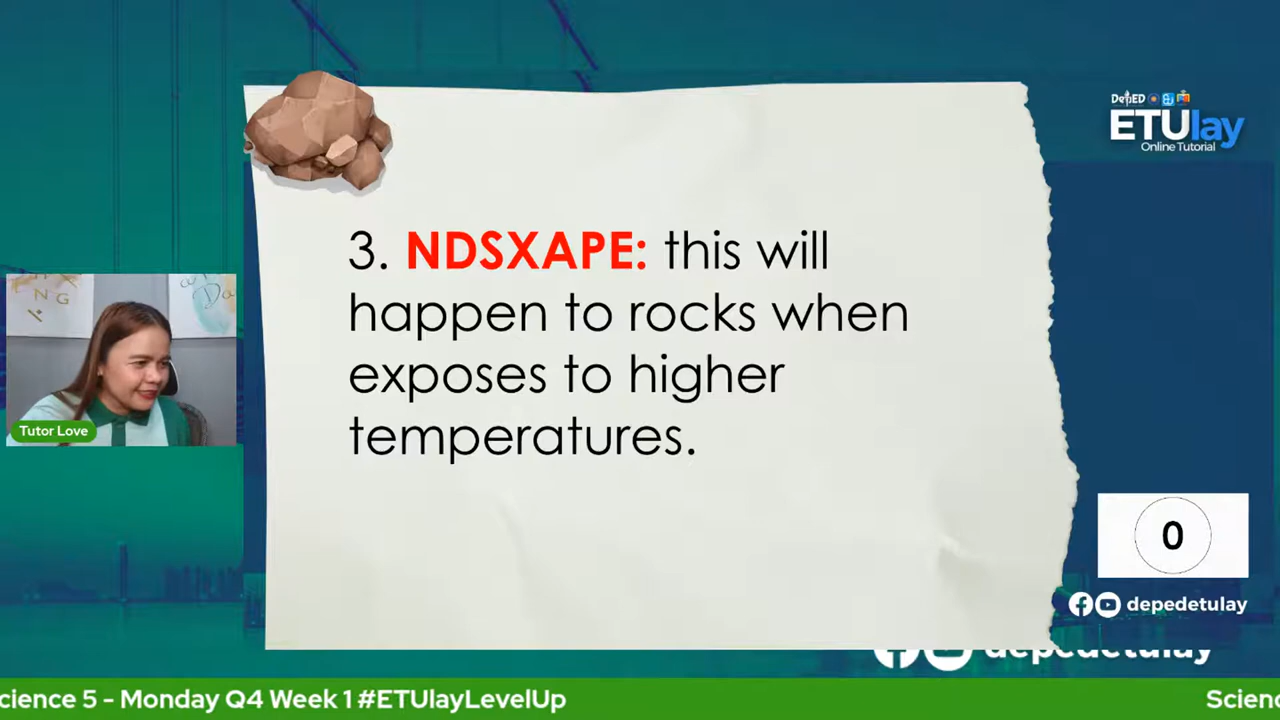 DepED
ETUlay
Online Tutorial
3. NDSXAPE: this will
happen to rocks when
exposes to higher
temperatures.
NG
Tutor Love
0
depedetulay
depedetulay
cience 5 - Monday Q4 Week 1 #ETUlayLevelUp
Scienc